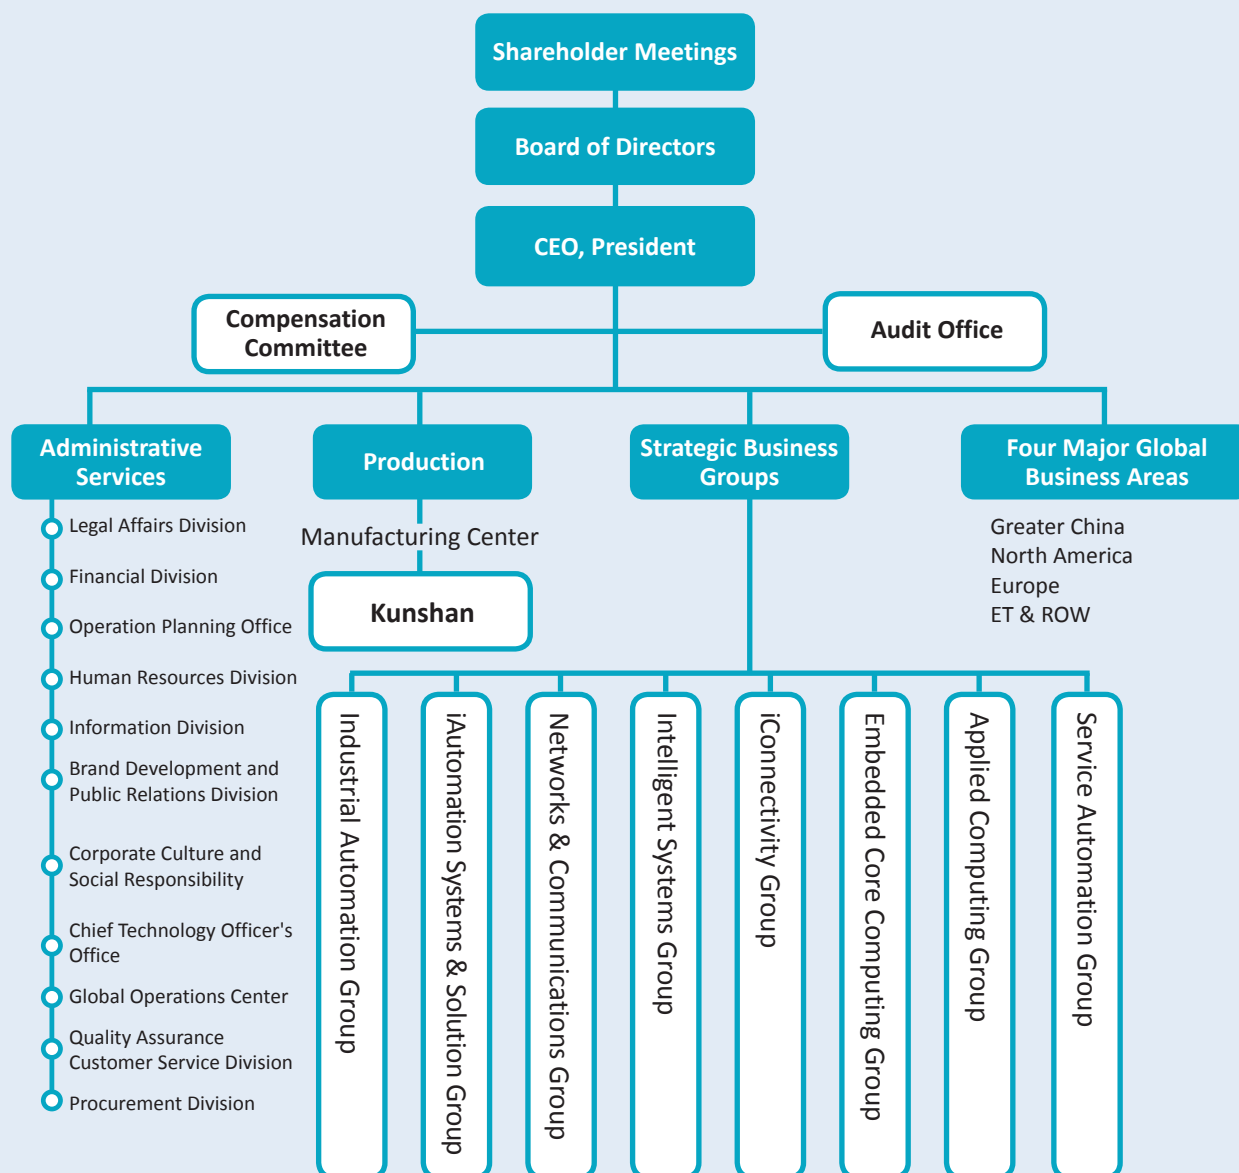 Shareholder Meetings
Board of Directors
CEO, President
Compensation
Committee
Audit Office
Administrative
Services
Production
Strategic Business
Groups
Four Major Global
Business Areas
Legal Affairs Division
Financial Division
Operation Planning Office
Human Resources Division
Information Division
Brand Development and
Public Relations Division
Corporate Culture and
Social Responsibility
Chief Technology Officer's
Office
Global Operations Center
Quality Assurance
Customer Service Division
Procurement Division
Manufacturing Center
Kunshan
Greater China
North America
Europe
ET & ROW
Industrial Automation Group
iAutomation Systems & Solution Group
Networks & Communications Group
Intelligent Systems Group
iConnectivity Group
Embedded Core Computing Group
Applied Computing Group
Service Automation Group